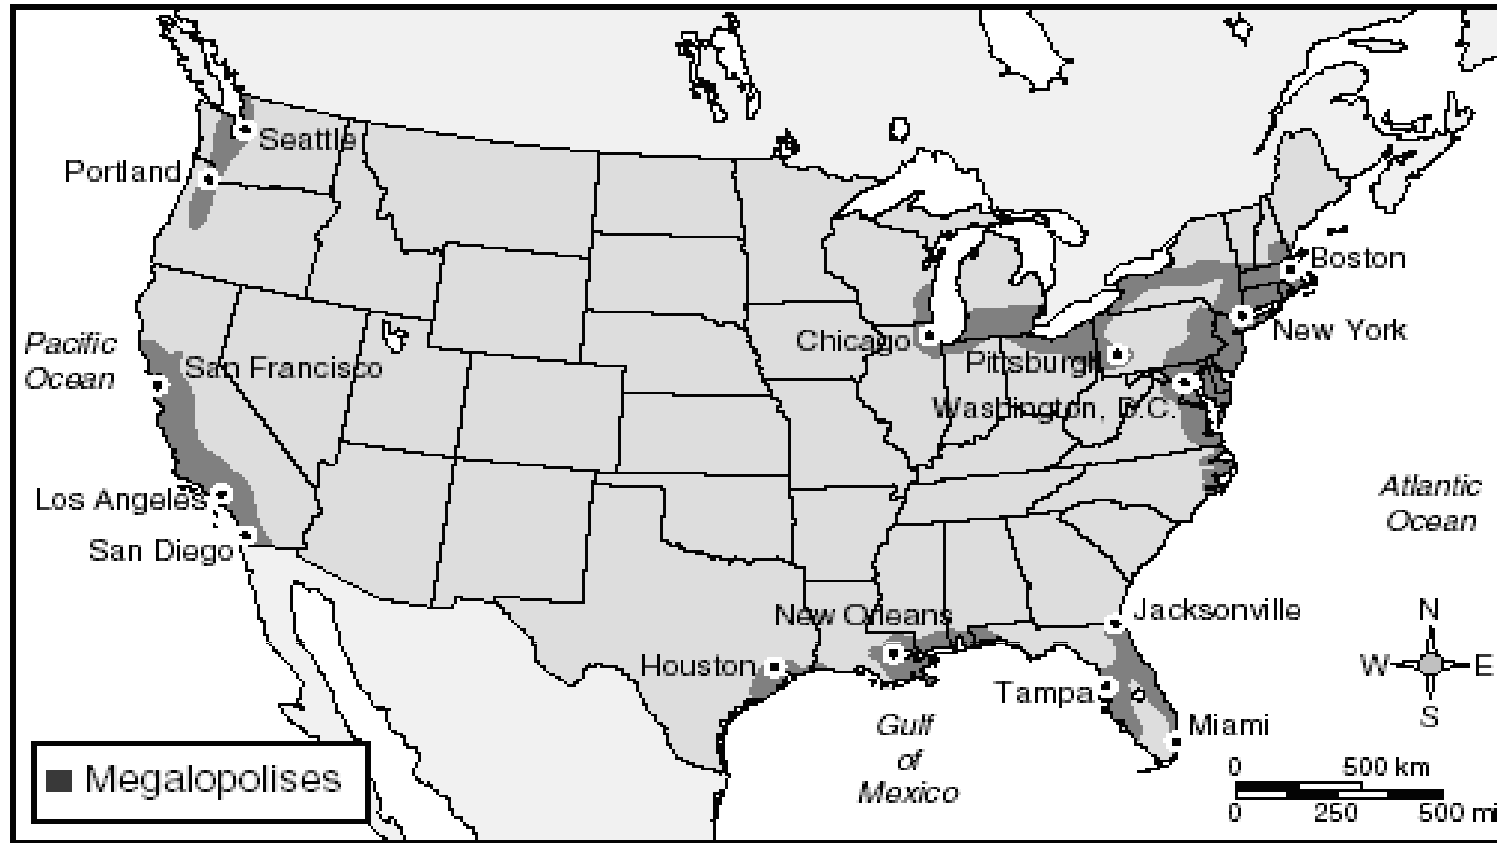 Seattle
Portland
Boston
New York
Chicago
Pittsburgh
Washington, D.C.
Pacific
Ocean
San Francisco
Los Angeles
San Diego
Atlantic
Ocean
New Orleans
Jacksonville
Houston
Tampa
Miami
Gulf
of
Mexico
N
W E
S
0 500 km
0 250 500 mi
Megalopolises